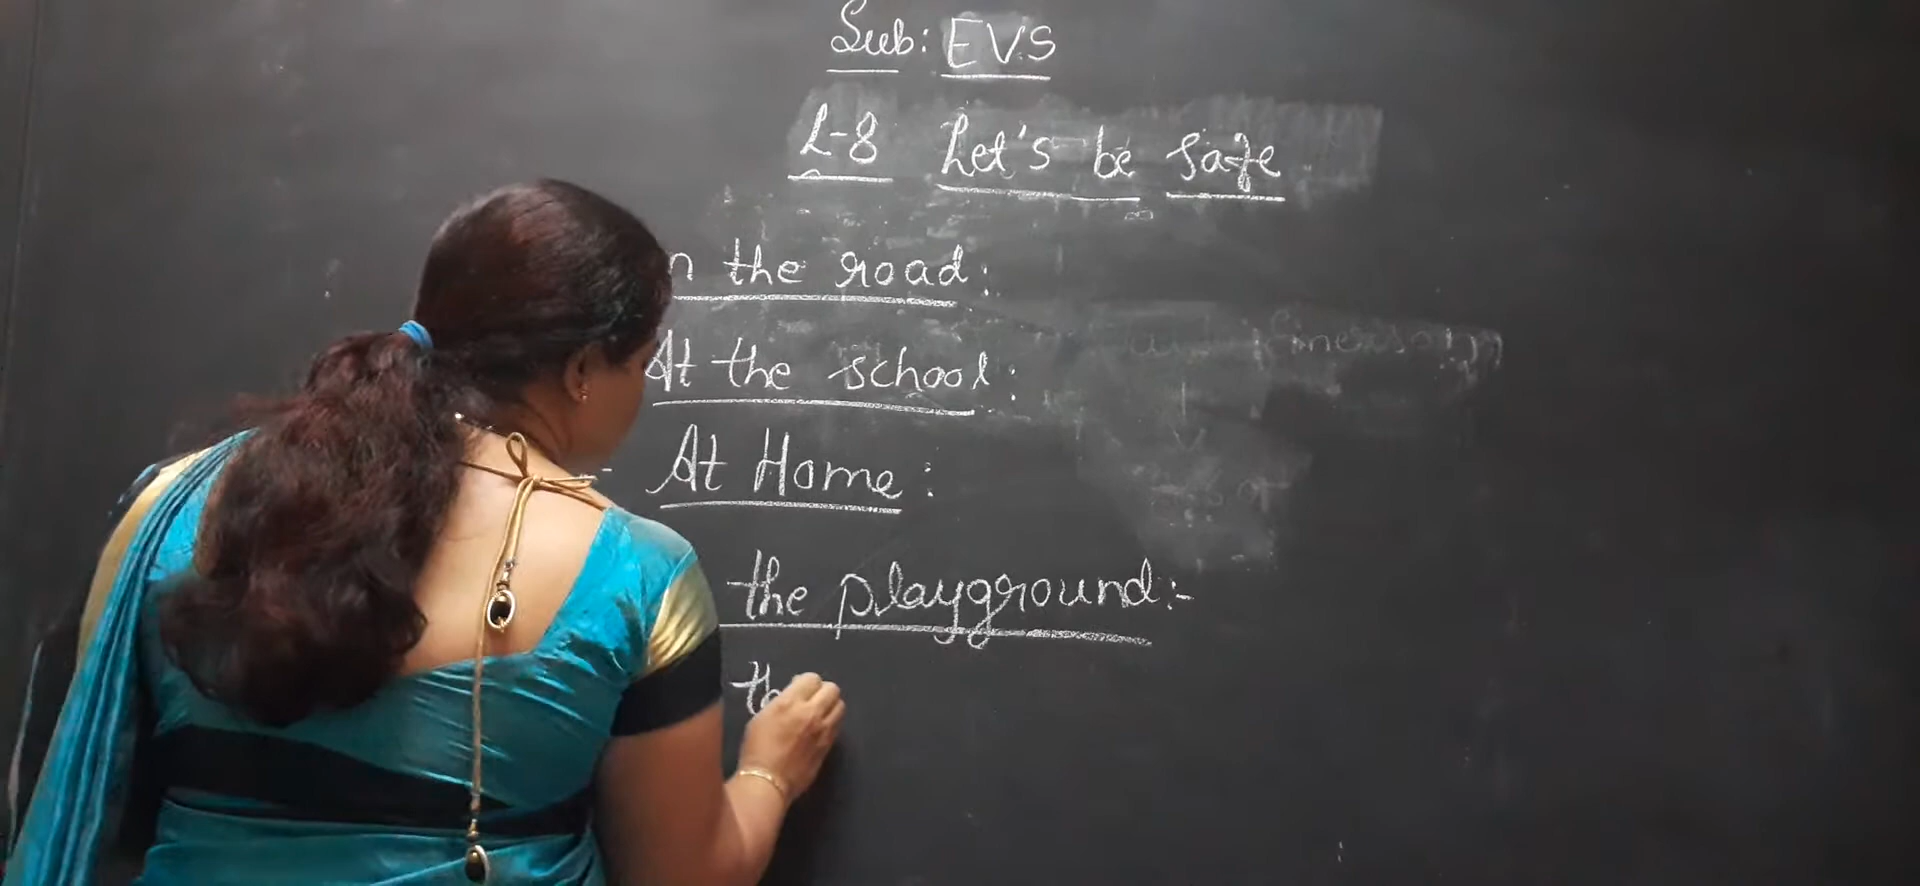 Sub: EVS
L-8 Let's be safe
n the road:
At the school:
At Home:
the playground:-